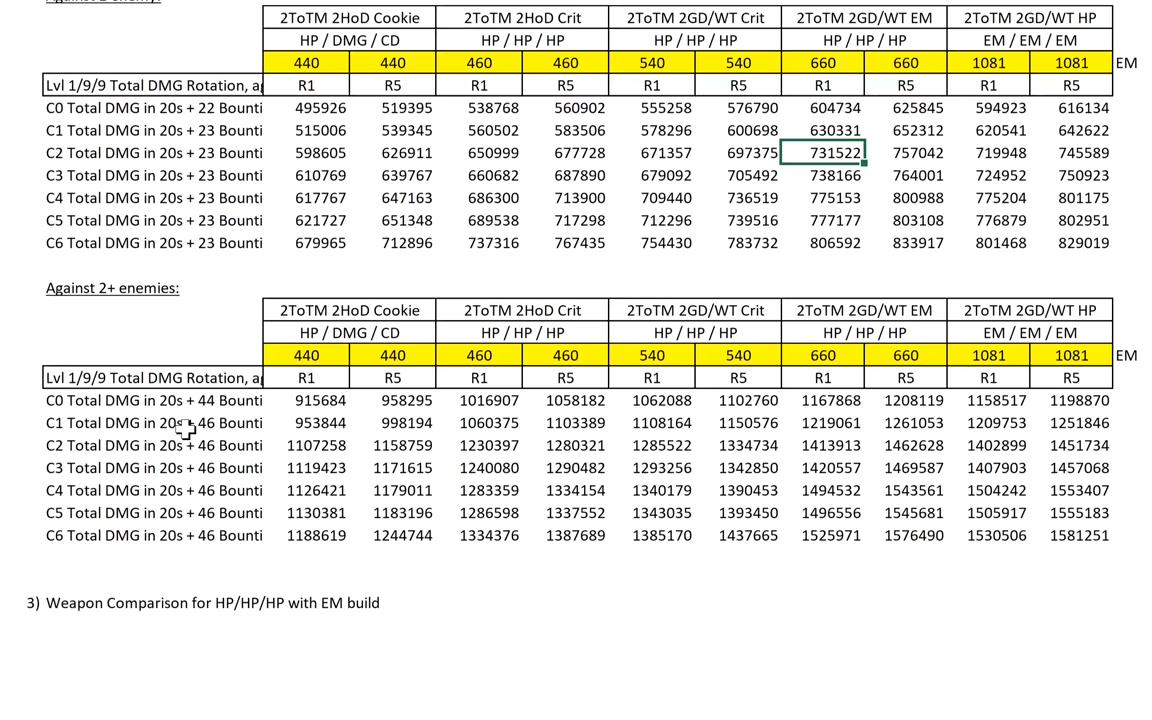 2ToTM 2HoD Cookie 2ToTM 2HoD Crit 2ToTM 2GD/WT Crit 2ToTM 2GD/WT EM 2ToTM 2GD/WT HP
HP / DMG / CD HP / HP / HP HP / HP / HP HP / HP / HP EM / EM / EM
440 440 460 460 540 540 660 660 1081 1081 EM
Lvl 1/9/9 Total DMG Rotation, R1 R5 R1 R5 R1 R5 R1 R5 R1 R5
C0 Total DMG in 20s + 22 Bounti 495926 519395 538768 560902 555258 576790 604734 625845 594923 616134
C1 Total DMG in 20s + 23 Bounti 515006 539345 560502 583506 578296 600698 630331 652312 620541 642622
C2 Total DMG in 20s + 23 Bounti 598605 626911 650999 677728 671357 697375 731522 757042 719948 745589
C3 Total DMG in 20s + 23 Bounti 610769 639767 660682 687890 679092 705492 738166 764001 724952 750923
C4 Total DMG in 20s + 23 Bounti 617767 647163 686300 713900 709440 736519 775153 800988 775204 801175
C5 Total DMG in 20s + 23 Bounti 621727 651348 689538 717298 712296 739516 777177 803108 776879 802951
C6 Total DMG in 20s + 23 Bounti 679965 712896 737316 767435 754430 783732 806592 833917 801468 829019
Against 2+ enemies:
2ToTM 2HoD Cookie 2ToTM 2HoD Crit 2ToTM 2GD/WT Crit 2ToTM 2GD/WT EM 2ToTM 2GD/WT HP
HP / DMG / CD HP / HP / HP HP / HP / HP HP / HP / HP EM / EM / EM
440 440 460 460 540 540 660 660 1081 1081 EM
Lvl 1/9/9 Total DMG Rotation, R1 R5 R1 R5 R1 R5 R1 R5 R1 R5
C0 Total DMG in 20s + 44 Bounti 915684 958295 1016907 1058182 1062088 1102760 1167868 1208119 1158517 1198870
C1 Total DMG in 20s 46 Bounti 953844 998194 1060375 1103389 1108164 1150576 1219061 1261053 1209753 1251846
C2 Total DMG in 20s + 46 Bounti 1107258 1158759 1230397 1280321 1285522 1334734 1413913 1462628 1402899 1451734
C3 Total DMG in 20s + 46 Bounti 1119423 1171615 1240080 1290482 1293256 1342850 1420557 1469587 1407903 1457068
C4 Total DMG in 20s + 46 Bounti 1126421 1179011 1283359 1334154 1340179 1390453 1494532 1543561 1504242 1553407
C5 Total DMG in 20s + 46 Bounti 1130381 1183196 1286598 1337552 1343035 1393450 1496556 1545681 1505917 1555183
C6 Total DMG in 20s + 46 Bounti 1188619 1244744 1334376 1387689 1385170 1437665 1525971 1576490 1530506 1581251
3) Weapon Comparison for HP/HP/HP with EM build